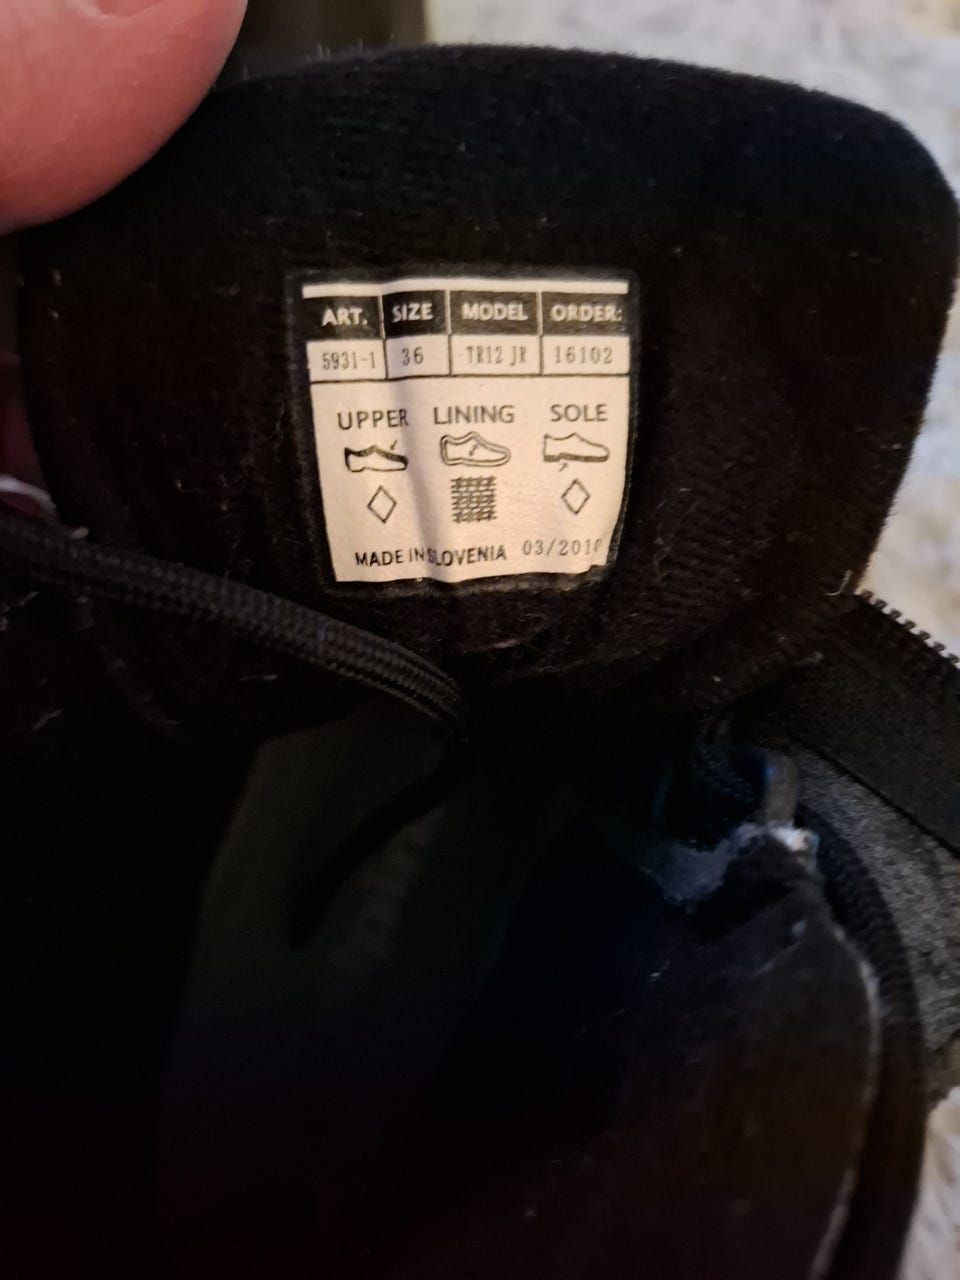 ART. SIZE MODEL ORDER:
5931-1 36 TR12 JR 16102
UPPER LINING SOLE
MADE IN SLOVENIA